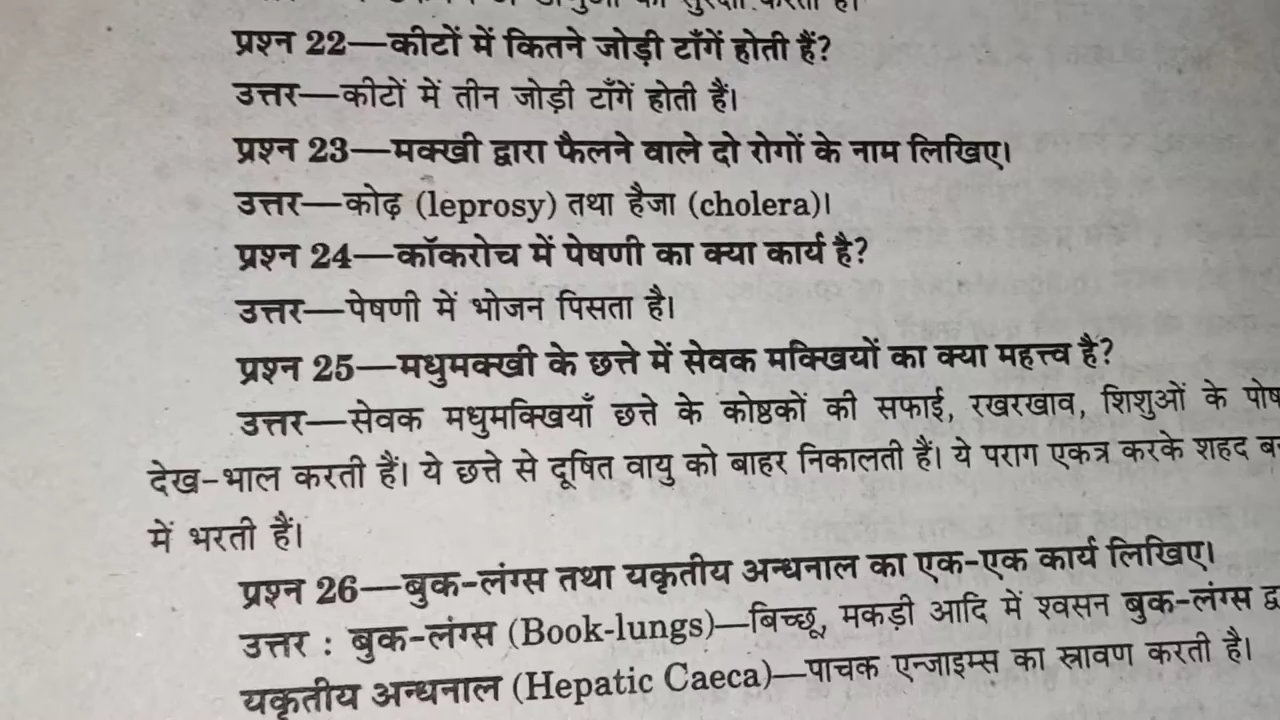 सुरक्षा करती है।
प्रश्न 22—कीटों में कितने जोड़ी टाँगें होती हैं?
उत्तर—कीटों में तीन जोड़ी टाँगें होती हैं।
प्रश्न 23—मक्खी द्वारा फैलने वाले दो रोगों के नाम लिखिए।
उत्तर—कोढ़ (leprosy) तथा हैजा (cholera)।
प्रश्न 24—कॉकरोच में पेषणी का क्या कार्य है?
उत्तर—पेषणी में भोजन पिसता है।
प्रश्न 25—मधुमक्खी के छत्ते में सेवक मक्खियों का क्या महत्त्व है?
उत्तर—सेवक मधुमक्खियाँ छत्ते के कोष्ठकों की सफाई, रखरखाव, शिशुओं के
देख-भाल करती हैं। ये छत्ते से दूषित वायु को बाहर निकालती हैं। ये पराग एकत्र करके शहद
में भरती हैं।
प्रश्न 26—बुक-लंग्स तथा यकृतीय अन्धनाल का एक-एक कार्य लिखिए।
उत्तर : बुक-लंग्स (Book-lungs)—बिच्छू, मकड़ी आदि में श्वसन बुक-लंग्स
यकृतीय अन्धनाल (Hepatic Caeca)—पाचक एन्जाइम्स का स्रावण करती है।